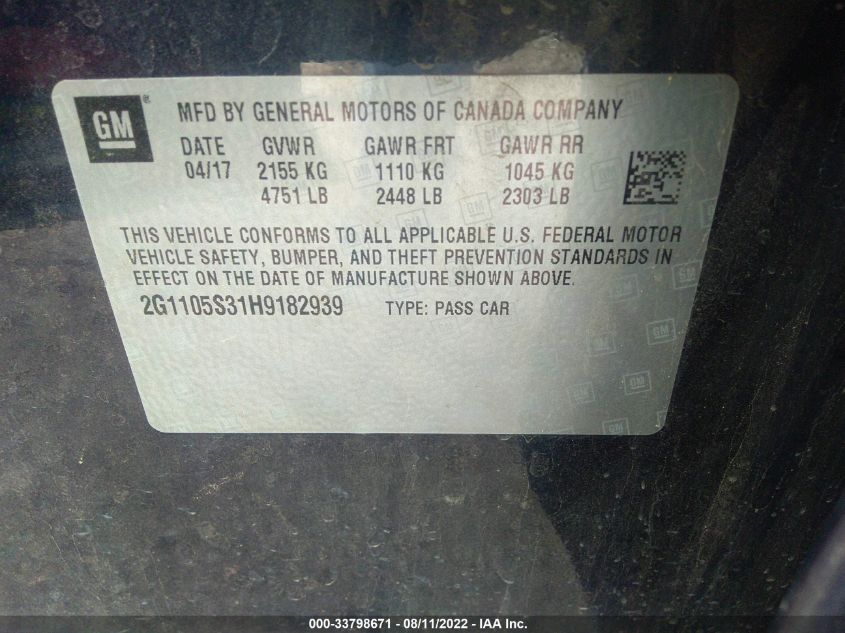 GM ® MFD BY GENERAL MOTORS OF CANADA COMPANY
DATE GVWR GAWR FRT GAWR RR
04/17 2155 KG 1110 KG 1045 KG
4751 LB 2448 LB 2303 LB
THIS VEHICLE CONFORMS TO ALL APPLICABLE U.S. FEDERAL MOTOR
VEHICLE SAFETY, BUMPER, AND THEFT PREVENTION STANDARDS IN
EFFECT ON THE DATE OF MANUFACTURE SHOWN ABOVE.
2G1105S31H9182939 TYPE: PASS CAR
000-33798671 - 08/11/2022 - IAA Inc.